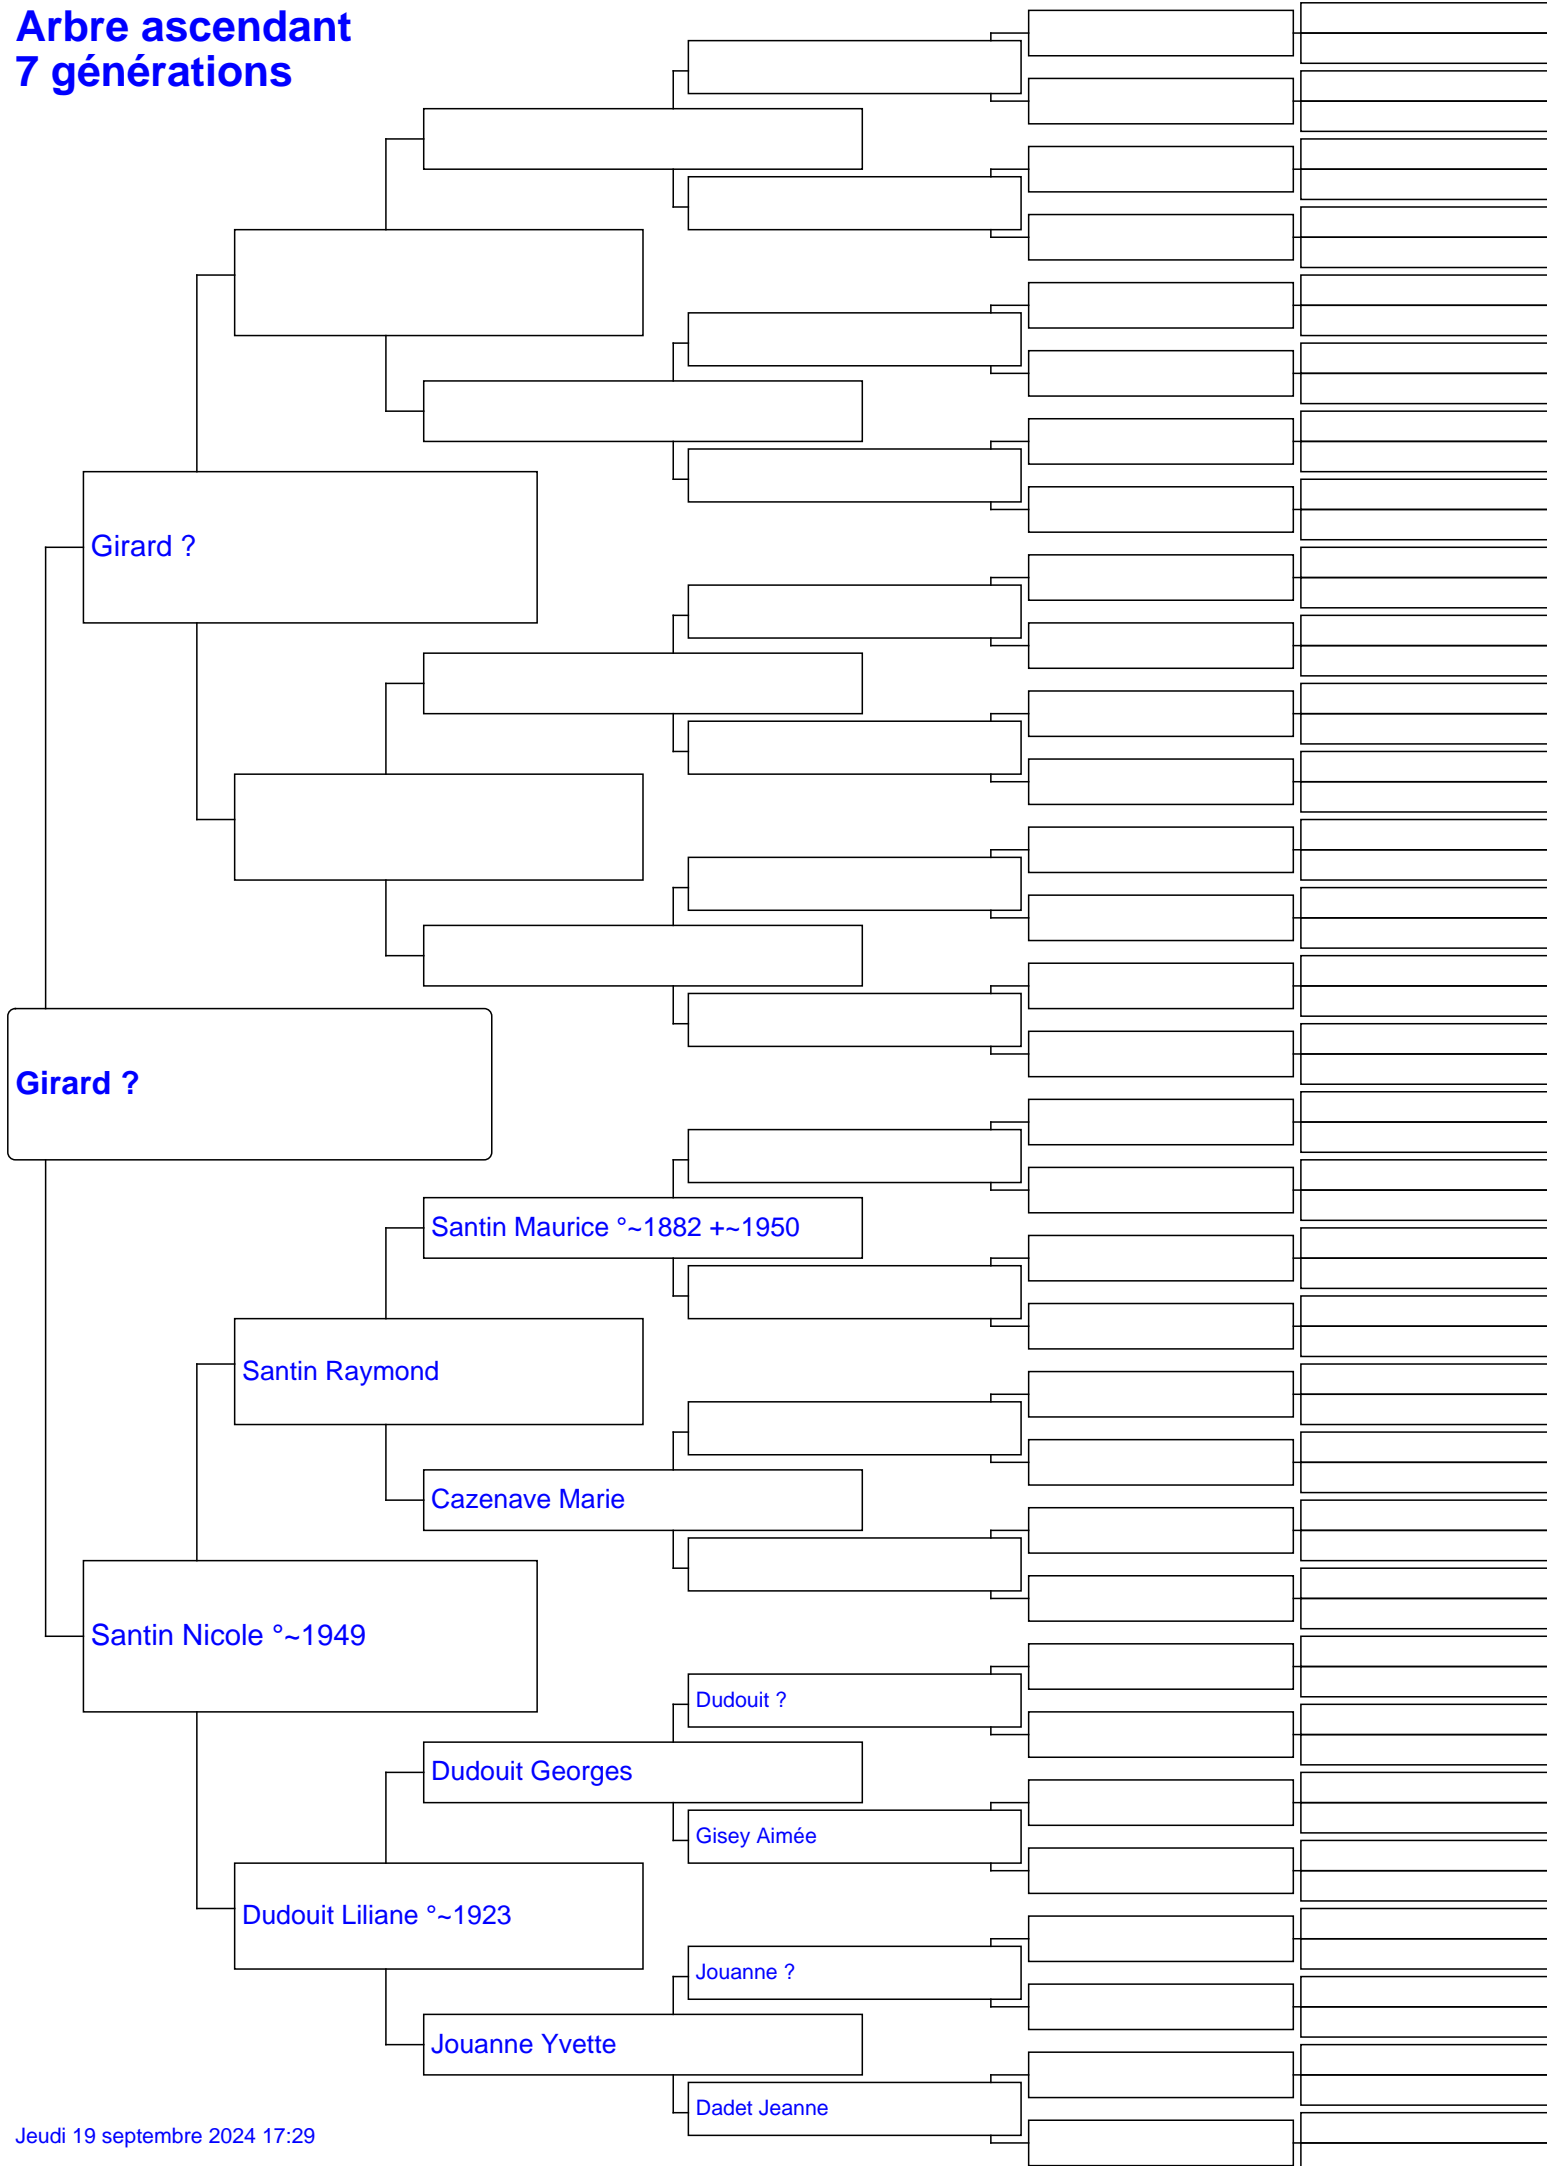 Arbre ascendant
7 générations
Girard ?
Girard ?
Santin Maurice °~1882 +~1950
Santin Raymond
Cazenave Marie
Santin Nicole °~1949
Dudouit ?
Dudouit Georges
Gisey Aimée
Dudouit Liliane °~1923
Jouanne ?
Jouanne Yvette
Dadet Jeanne
Jeudi 19 septembre 2024 17:29